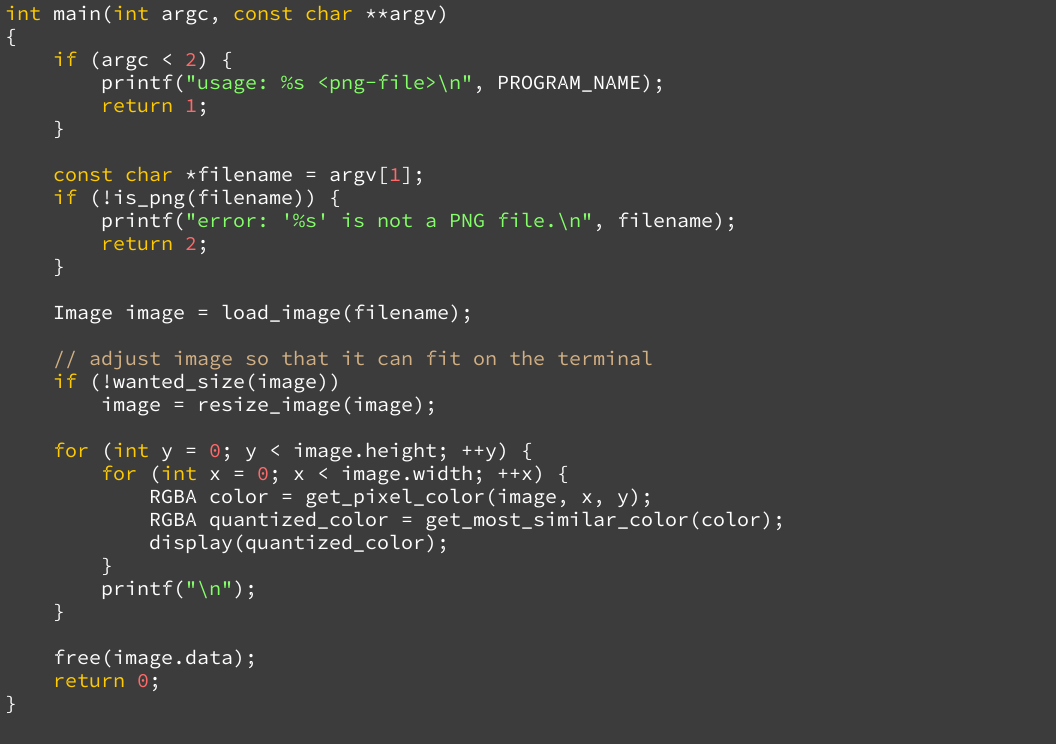 int main(int argc, const char **argv)
{
    if (argc < 2) {
        printf("usage: %s <png-file>\n", PROGRAM_NAME);
        return 1;
    }

    const char *filename = argv[1];
    if (!is_png(filename)) {
        printf("error: '%s' is not a PNG file.\n", filename);
        return 2;
    }

    Image image = load_image(filename);

    // adjust image so that it can fit on the terminal
    if (!wanted_size(image))
        image = resize_image(image);

    for (int y = 0; y < image.height; ++y) {
        for (int x = 0; x < image.width; ++x) {
            RGBA color = get_pixel_color(image, x, y);
            RGBA quantized_color = get_most_similar_color(color);
            display(quantized_color);
        }
        printf("\n");
    }

    free(image.data);
    return 0;
}